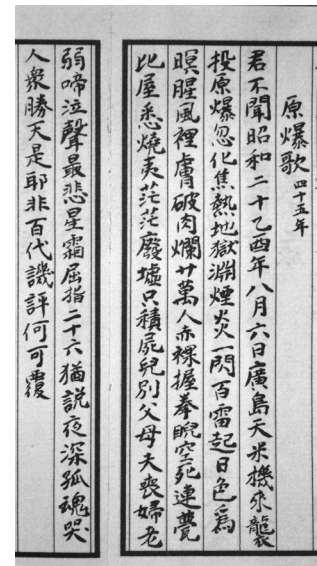 原爆歌 四十五年
君不聞昭和二十乙酉年八月六日廣島天米機來襲
投原爆忽化焦熱地獄淵煙炎一閃百雷起日色為
暝腥風裡膚破肉爛廿萬人赤裸握拳睨空死連甍
比屋悉燒夷茫茫廢墟只積屍兒別父母夫喪婦老
弱啼泣聲最悲星霜屈指二十六猶說夜深孤魂哭
人衆勝天是耶非百代譏評何可覆